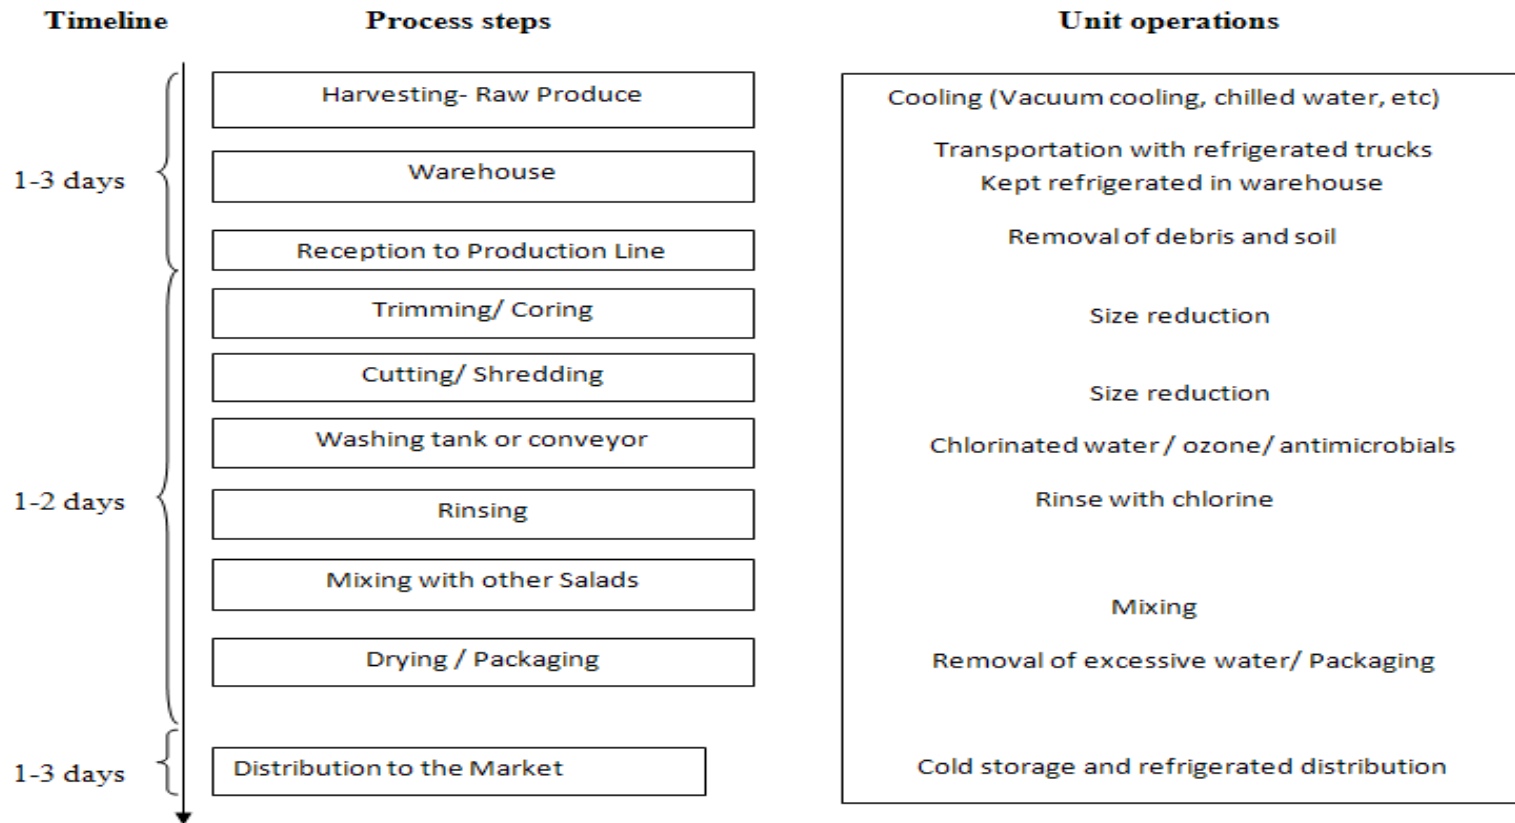 Timeline
Process steps
Unit operations
Harvesting- Raw Produce
Cooling (Vacuum cooling, chilled water, etc)
1-3 days
Warehouse
Transportation with refrigerated trucks
Kept refrigerated in warehouse
Reception to Production Line
Removal of debris and soil
Trimming/ Coring
Size reduction
Cutting/ Shredding
Size reduction
Washing tank or conveyor
Chlorinated water / ozone/ antimicrobials
1-2 days
Rinsing
Rinse with chlorine
Mixing with other Salads
Mixing
Drying / Packaging
Removal of excessive water/ Packaging
1-3 days
Distribution to the Market
Cold storage and refrigerated distribution